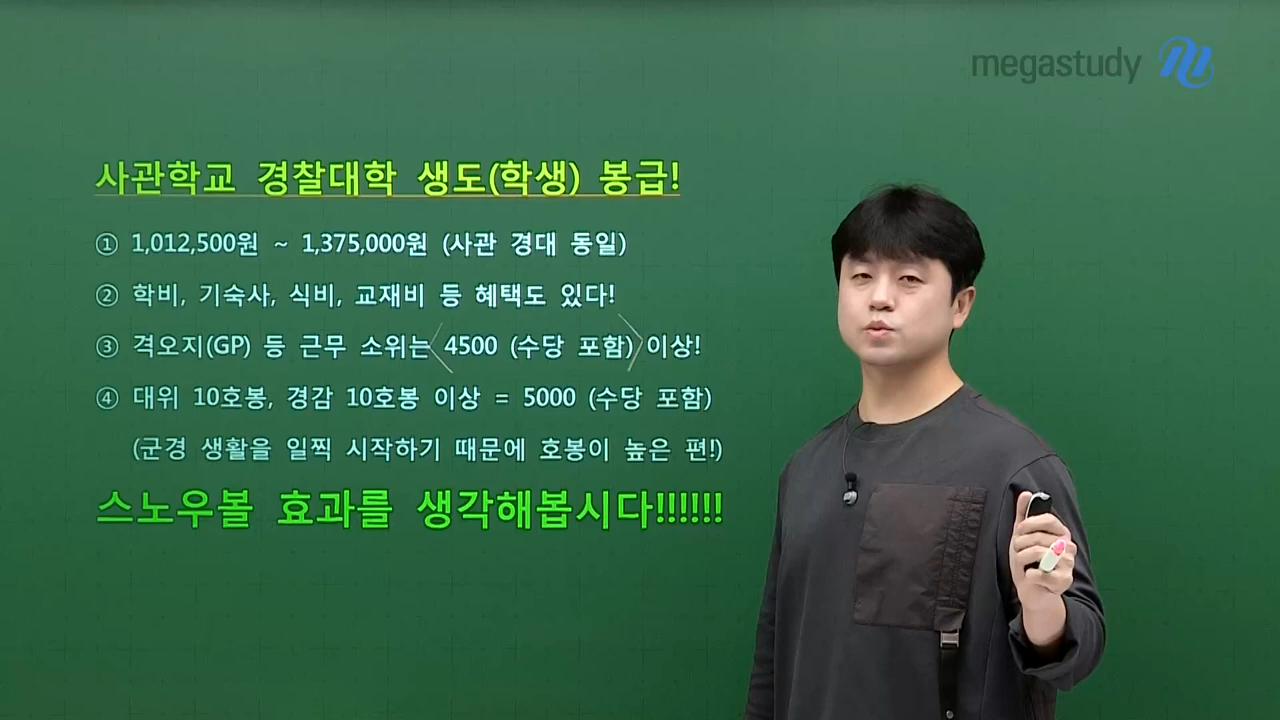 megastudy
사관학교 경찰대학 생도(학생) 봉급!
① 1,012,500원 ~ 1,375,000원 (사관 경대 동일)
② 학비, 기숙사, 식비, 교재비 등 혜택도 있다!
③ 격오지(GP) 등 근무 소위는 4500 (수당 포함) 이상!
④ 대위 10호봉, 경감 10호봉 이상 = 5000 (수당 포함)
(군경 생활을 일찍 시작하기 때문에 호봉이 높은 편!)
스노우볼 효과를 생각해봅시다!!!!!!